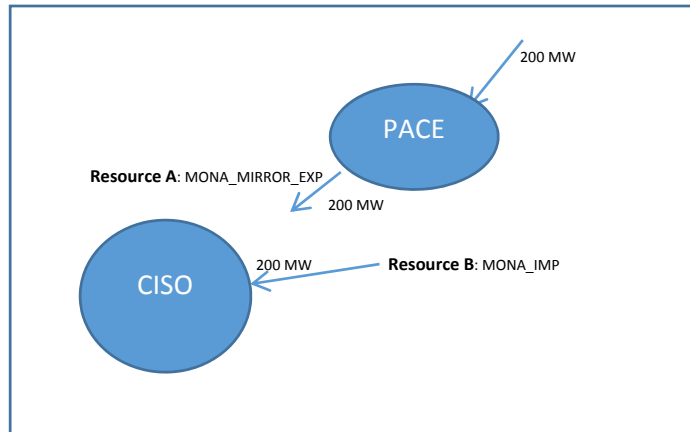 200 MW
PACE
Resource A: MONA_MIRROR_EXP
200 MW
200 MW
Resource B: MONA_IMP
CISO